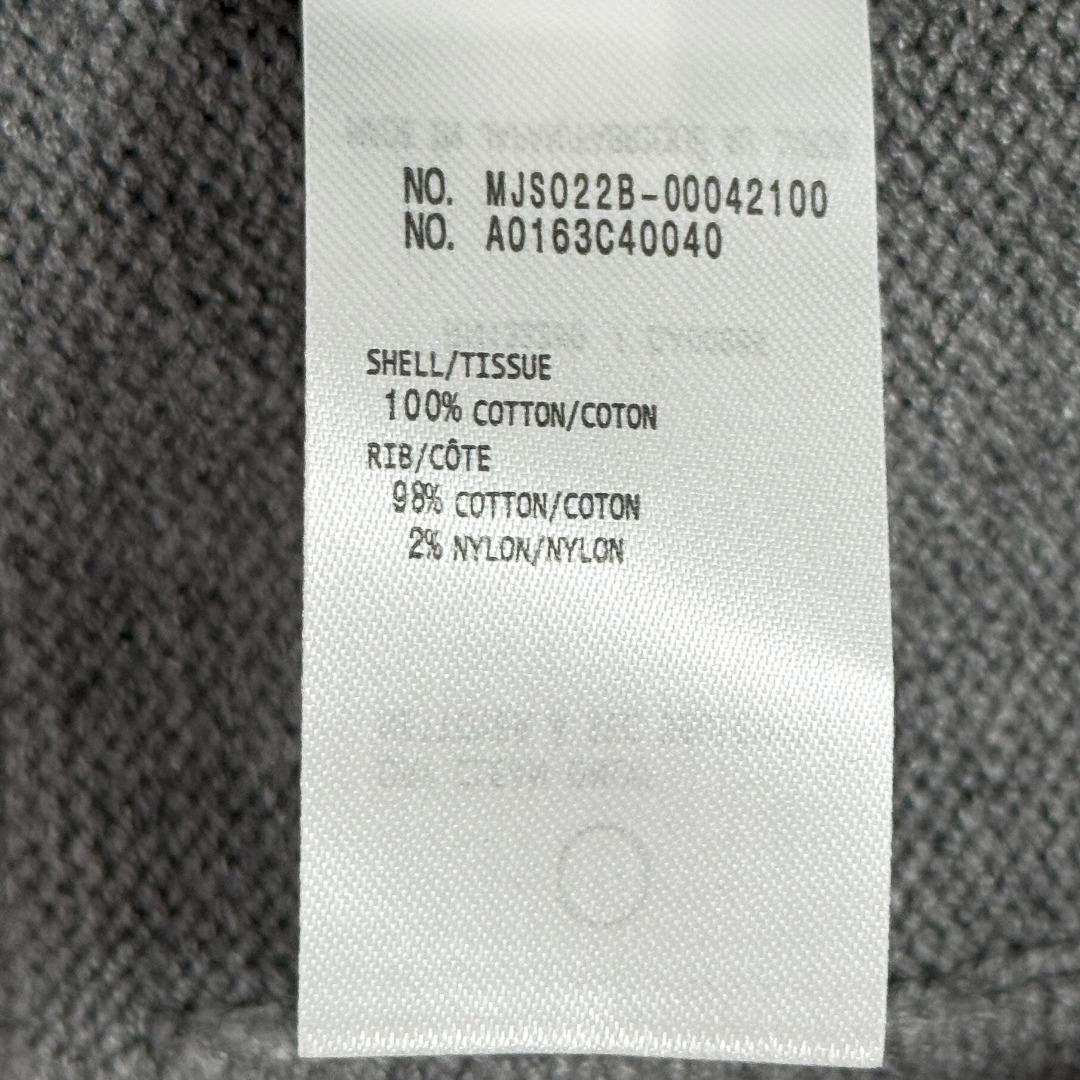 NO. MJS022B-00042100
NO. A0163C40040
SHELL/TISSUE
100% COTTON/COTON
RIB/CÔTE
98% COTTON/COTON
2% NYLON/NYLON